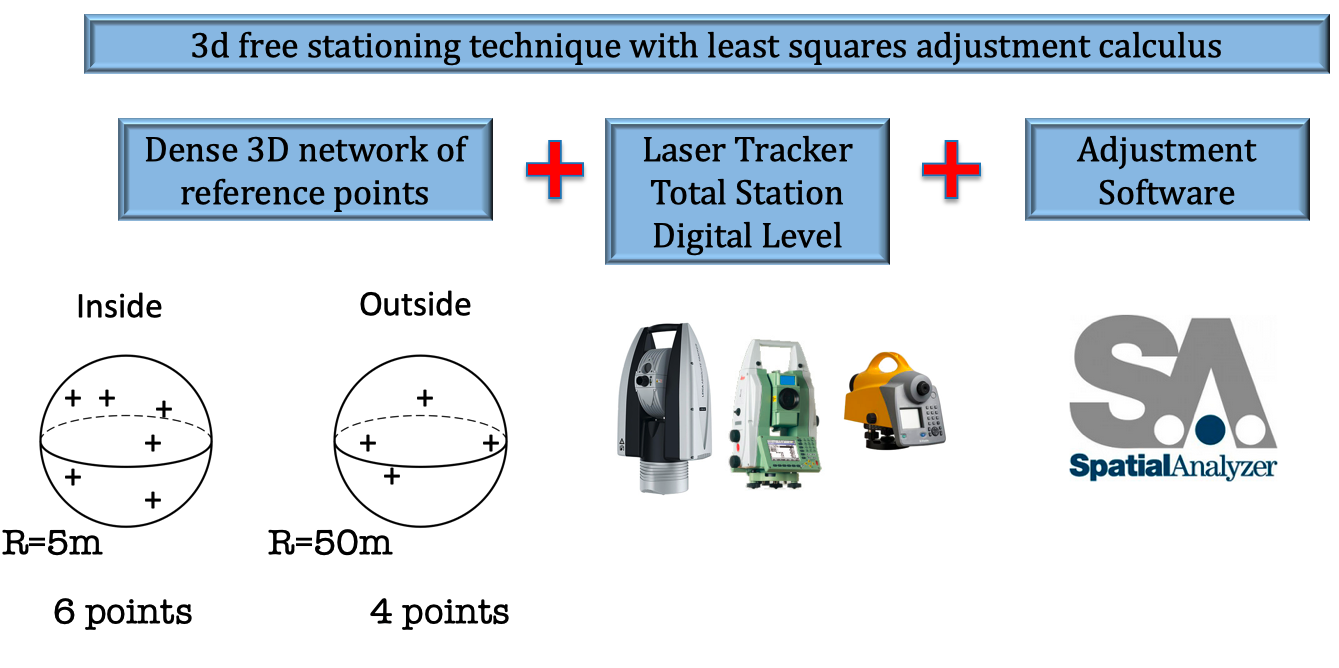 3d free stationing technique with least squares adjustment calculus
Dense 3D network of
reference points
Laser Tracker
Total Station
Digital Level
Adjustment
Software
Inside
Outside
R=5m
R=50m
6 points
4 points
SA
SpatialAnalyzer